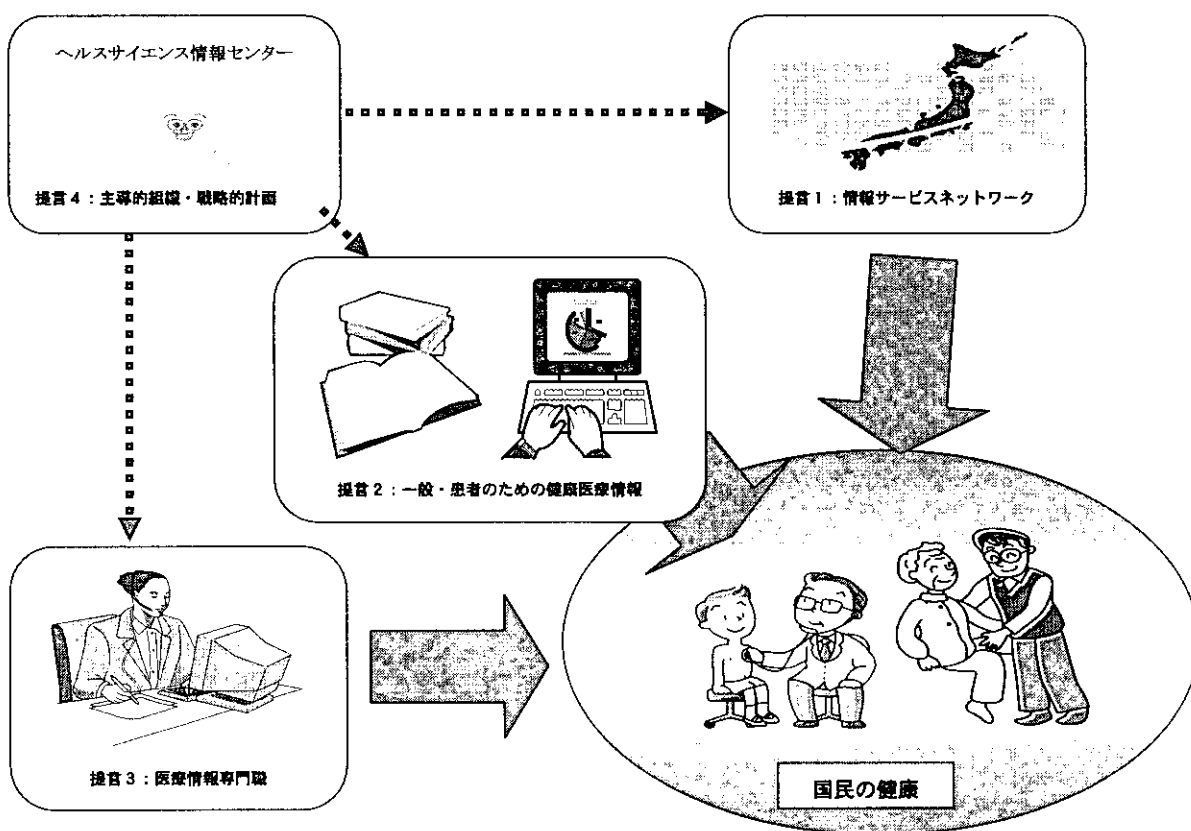 ヘルスサイエンス情報センター
提言4：主導的組織・戦略的計画
提言1：情報サービスネットワーク
提言2：一般・患者のための健康医療情報
提言3：医療情報専門職
国民の健康